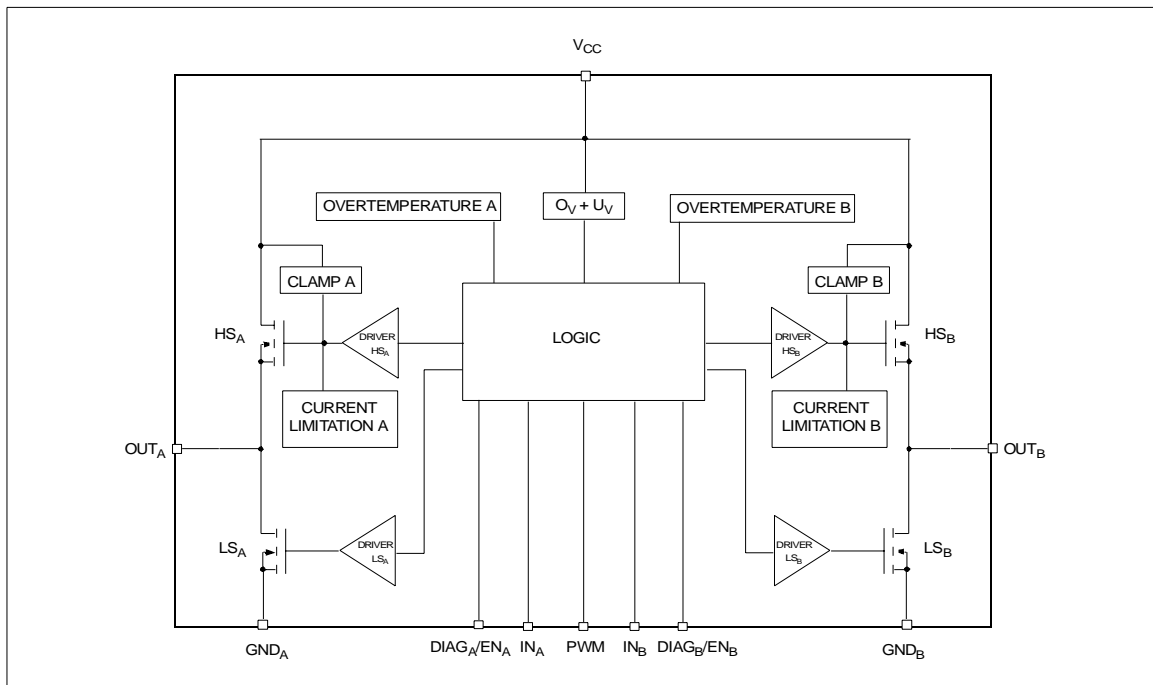 VCC
OVERTEMPERATURE A
OV + UV
OVERTEMPERATURE B
CLAMP A
CLAMP B
HSA
DRIVER
HSA
LOGIC
DRIVER
HSB
HSB
CURRENT
LIMITATION A
CURRENT
LIMITATION B
OUTA
OUTB
LSA
DRIVER
LSA
DRIVER
LSB
LSB
GNDA
DIAGA/ENA
INA
PWM
INB
DIAGB/ENB
GNDB